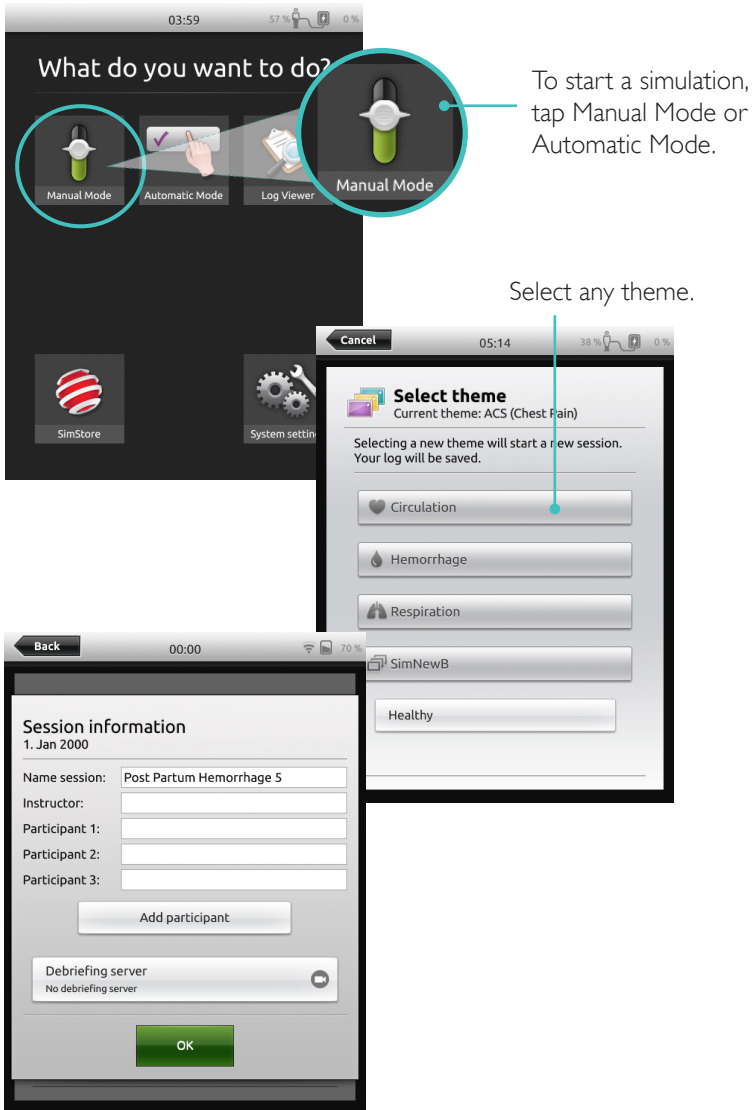 03:59
57 %
0 %
What do you want to do?
Manual Mode
Automatic Mode
Log Viewer
Manual Mode
To start a simulation,
tap Manual Mode or
Automatic Mode.
SimStore
System settin
Select any theme.
Cancel
05:14
38 %
0 %
Select theme
Current theme: ACS (Chest Pain)
Selecting a new theme will start a new session.
Your log will be saved.
Circulation
Hemorrhage
Respiration
SimNewB
Healthy
Back
00:00
70 %
Session information
1. Jan 2000
Name session: Post Partum Hemorrhage 5
Instructor:
Participant 1:
Participant 2:
Participant 3:
Add participant
Debriefing server
No debriefing server
OK